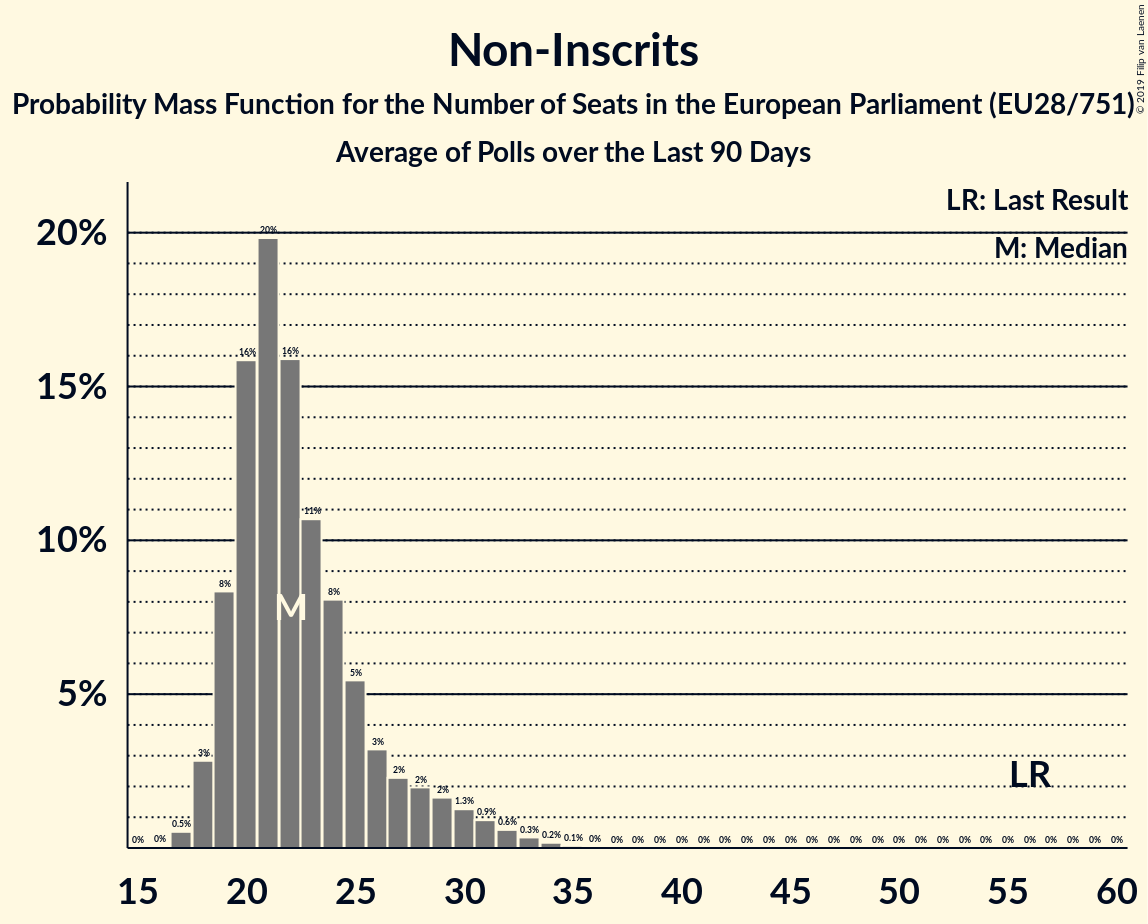 Non-Inscrits
Probability Mass Function for the Number of Seats in the European Parliament (EU28/751)
Average of Polls over the Last 90 Days
© 2019 Filip van Laenen
LR: Last Result
M: Median
20%
15%
10%
5%
0% 0% 0.5% 3% 8% 16% 20% 16% 11% 8% 5% 3% 2% 2% 2% 1.3% 0.9% 0.6% 0.3% 0.2% 0.1% 0% 0% 0% 0% 0% 0% 0% 0% 0% 0% 0% 0% 0% 0% 0% 0% 0% 0% 0% 0% 0% 0% 0% 0% 0%
M
LR
15 20 25 30 35 40 45 50 55 60